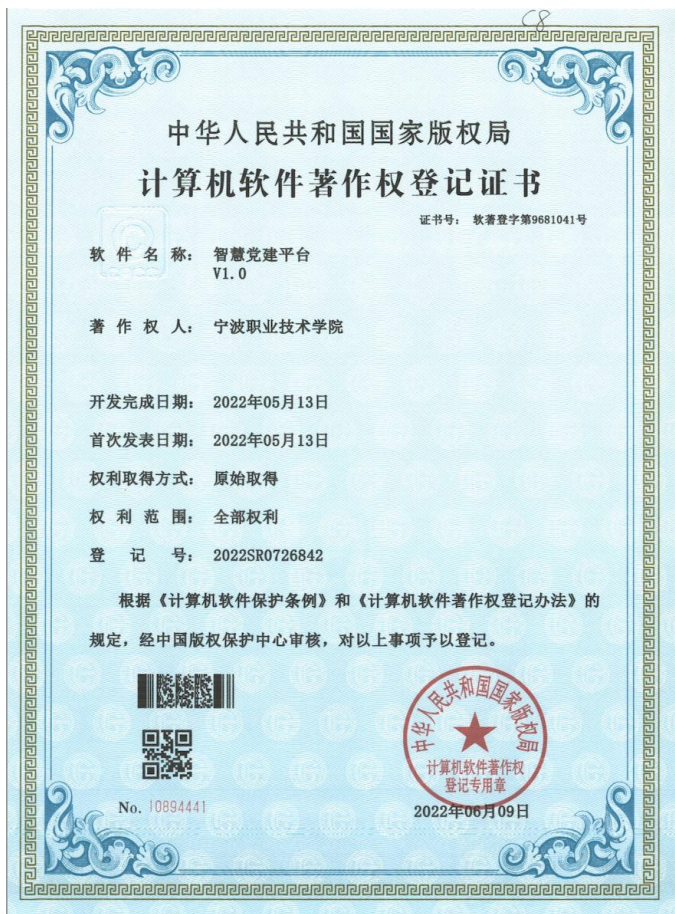 C8
中华人民共和国国家版权局
计算机软件著作权登记证书
证书号： 软著登字第9681041号
软件名称： 智慧党建平台
V1.0
著作权人： 宁波职业技术学院
开发完成日期： 2022年05月13日
首次发表日期： 2022年05月13日
权利取得方式： 原始取得
权利范围： 全部权利
登记号： 2022SR0726842
根据《计算机软件保护条例》和《计算机软件著作权登记办法》的
规定，经中国版权保护中心审核，对以上事项予以登记。
中华人民共和国国家版权局
计算机软件著作权
登记专用章
No. 10894441
2022年06月09日